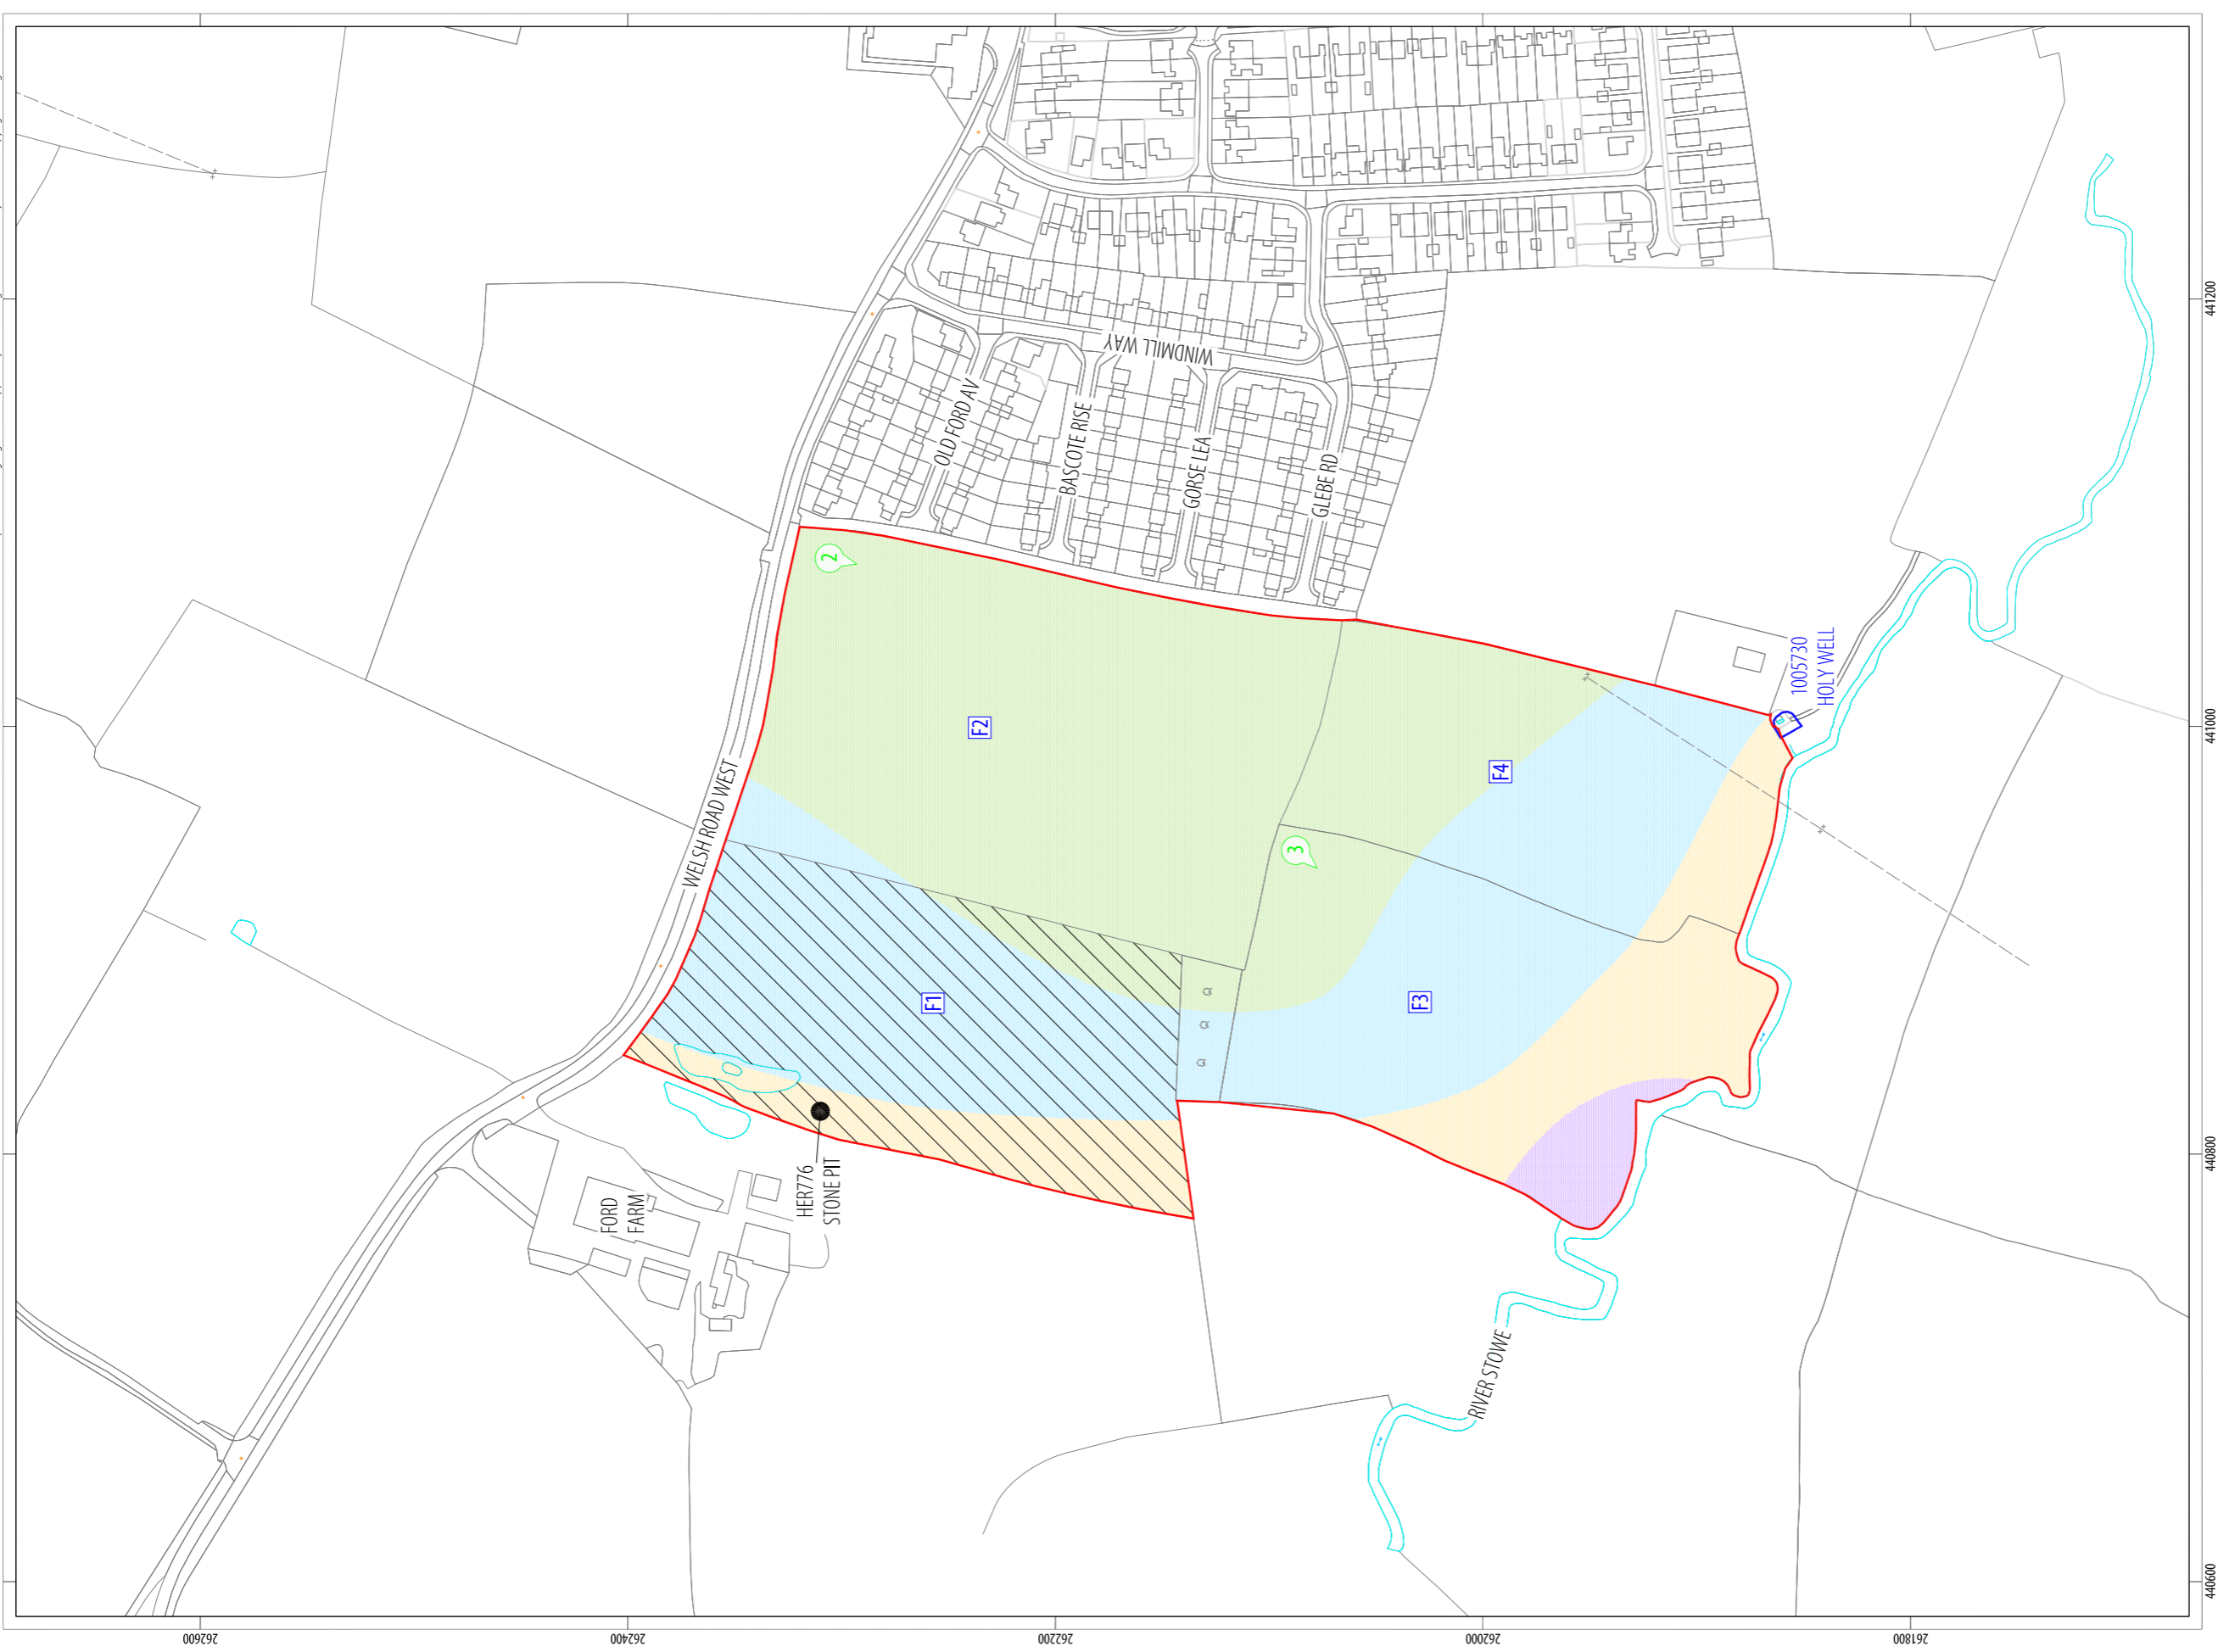 WELSH ROAD WEST
OLD FORD AV
BASCOTE RISE
GORSE LEA
GLEBE RD
WINDMILL WAY
2
F2
3
F4
F1
F3
1005730
HOLY WELL
HER776
STONE PIT
FORD
FARM
RIVER STOWE
441200
441000
440800
440600
262600
262400
262200
262000
261800